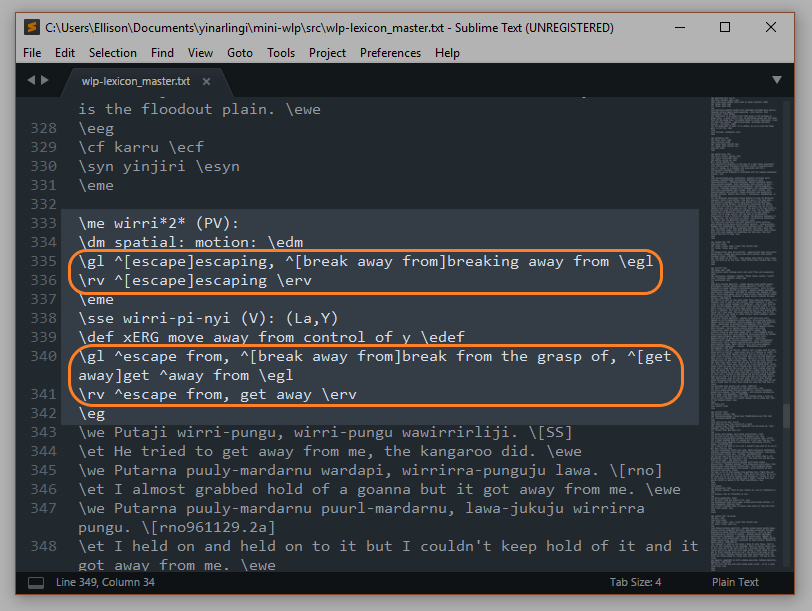 C:\Users\Ellison\Documents\yinarlingi\mini-wlp\src\wlp-lexicon_master.txt - Sublime Text (UNREGISTERED)
File Edit Selection Find View Goto Tools Project Preferences Help
wlp-lexicon_master.txt
is the floodout plain. \ewe
328 \eeg
329 \cf karru \ecf
330 \syn yinjiri \esyn
331 \eme
332
333 \me wirri*2* (PV):
334 \dm spatial: motion: \edm
335 \gl ^[escape]escaping, ^[break away from]breaking away from \egl
336 \rv ^[escape]escaping \erv
337 \eme
338 \sse wirri-pi-nyi (V): (La,Y)
339 \def xERG move away from control of y \edef
340 \gl ^escape from, ^[break away from]break from the grasp of, ^[get
away]get ^away from \egl
341 \rv ^escape from, get away \erv
342 \eg
343 \we Putaji wirri-pungu, wirri-pungu wawirrirliji. \[SS]
344 \et He tried to get away from me, the kangaroo did. \ewe
345 \we Putarna puuly-mardarnu wardapi, wirrirra-punguju lawa. \[rno]
346 \et I almost grabbed hold of a goanna but it got away from me. \ewe
347 \we Putarna puuly-mardarnu puurl-mardarnu, lawa-jukuju wirrirra
pungu. \[rno961129.2a]
348 \et I held on and held on to it but I couldn't keep hold of it and it
got away from me. \ewe
Line 349, Column 34 Tab Size: 4 Plain Text